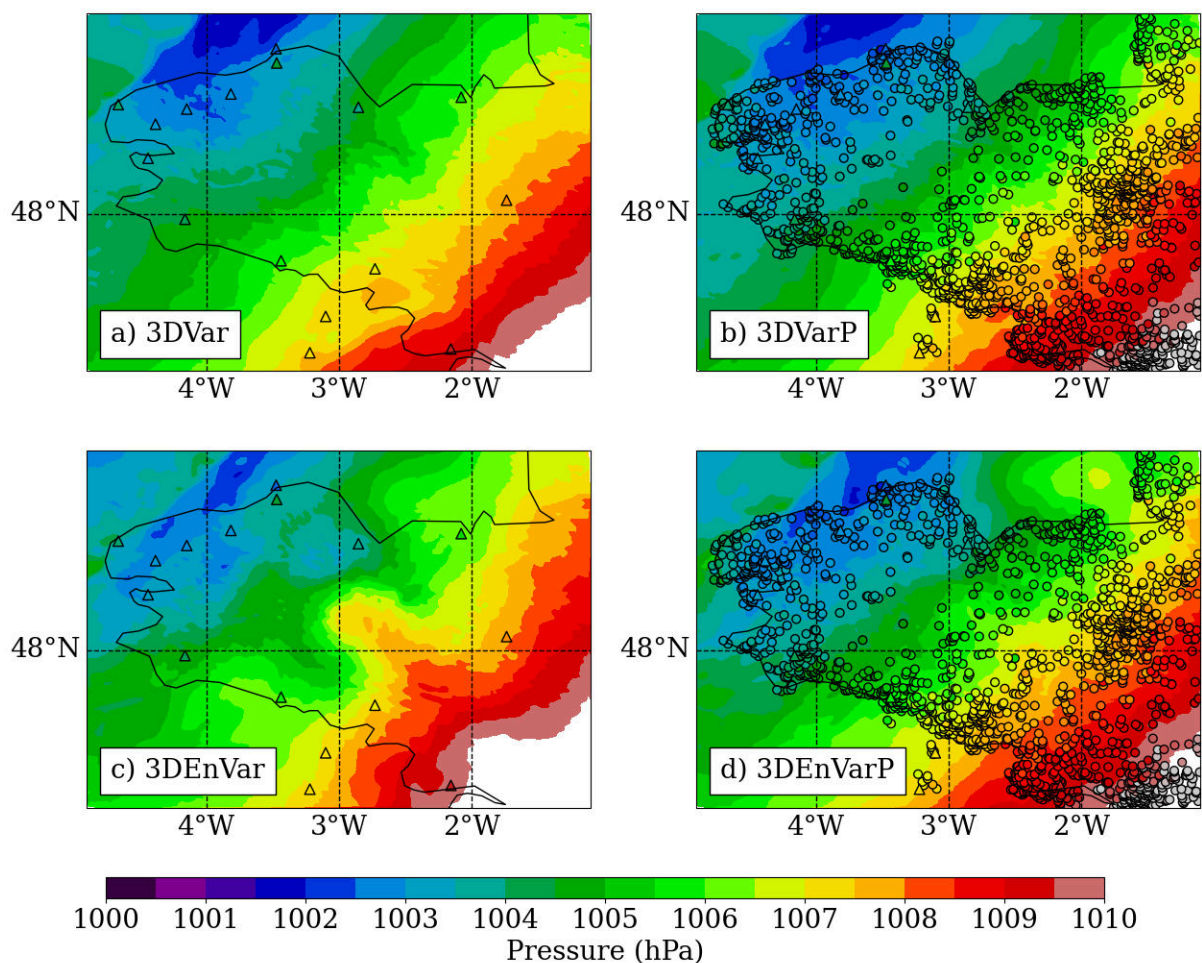 48°N
a) 3DVar
b) 3DVarP
4°W 3°W 2°W
4°W 3°W 2°W
48°N
48°N
c) 3DEnVar
d) 3DEnVarP
4°W 3°W 2°W
4°W 3°W 2°W
48°N
1000 1001 1002 1003 1004 1005 1006 1007 1008 1009 1010
Pressure (hPa)